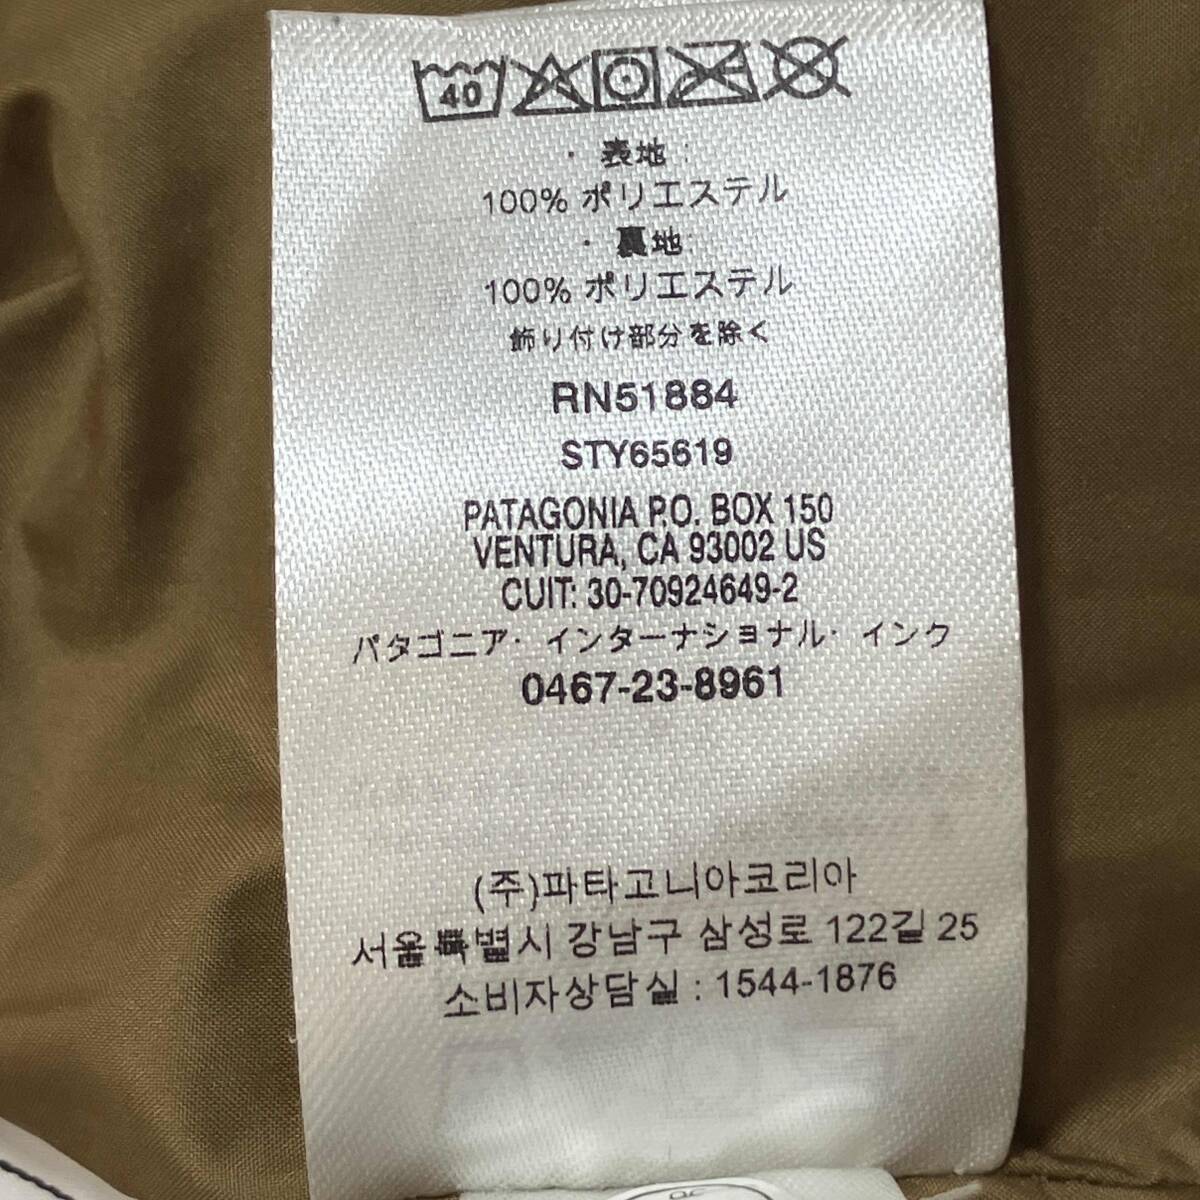 40
・表地:
100% ポリエステル
・裏地:
100% ポリエステル
飾り付け部分を除く
RN51884
STY65619
PATAGONIA P.O. BOX 150
VENTURA, CA 93002 US
CUIT: 30-70924649-2
パタゴニア・インターナショナル・インク
0467-23-8961
(주)파타고니아코리아
서울특별시 강남구 삼성로 122길 25
소비자상담실 : 1544-1876